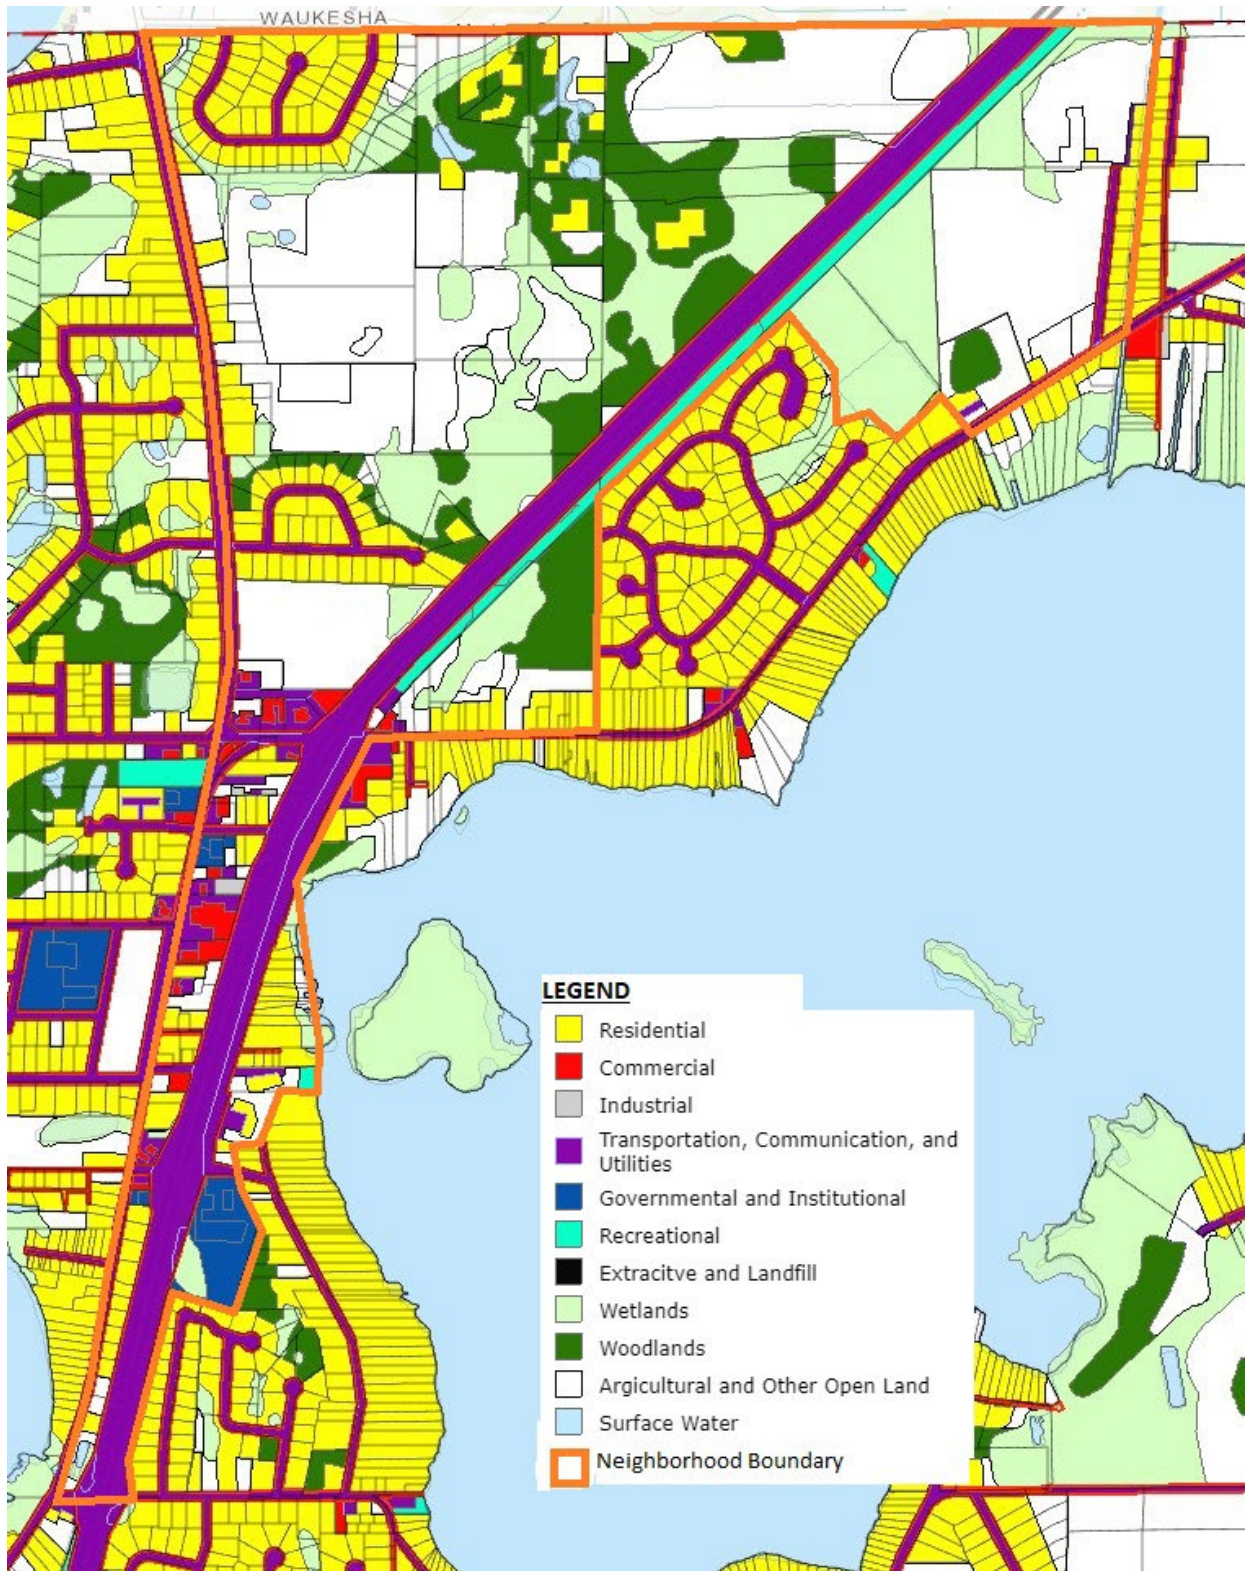 WAUKESHA
LEGEND
Residential
Commercial
Industrial
Transportation, Communication, and
Utilities
Governmental and Institutional
Recreational
Extracitve and Landfill
Wetlands
Woodlands
Argicultural and Other Open Land
Surface Water
Neighborhood Boundary